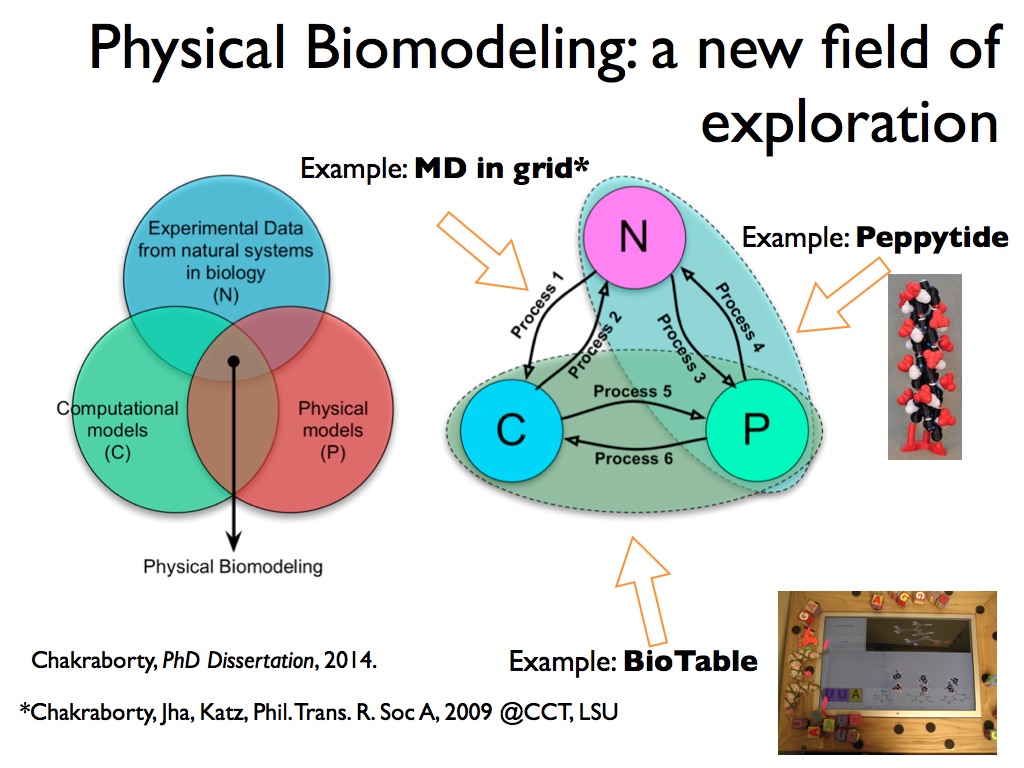 Physical Biomodeling: a new field of
exploration
Example: MD in grid*
Experimental Data
from natural systems
in biology
(N)
Computational
models
(C)
Physical
models
(P)
Physical Biomodeling
N
C
P
Process 1
Process 2
Process 3
Process 4
Process 5
Process 6
Example: Peppytide
Example: BioTable
A
G
G
UUA
A
Chakraborty, PhD Dissertation, 2014.
*Chakraborty, Jha, Katz, Phil. Trans. R. Soc A, 2009 @CCT, LSU